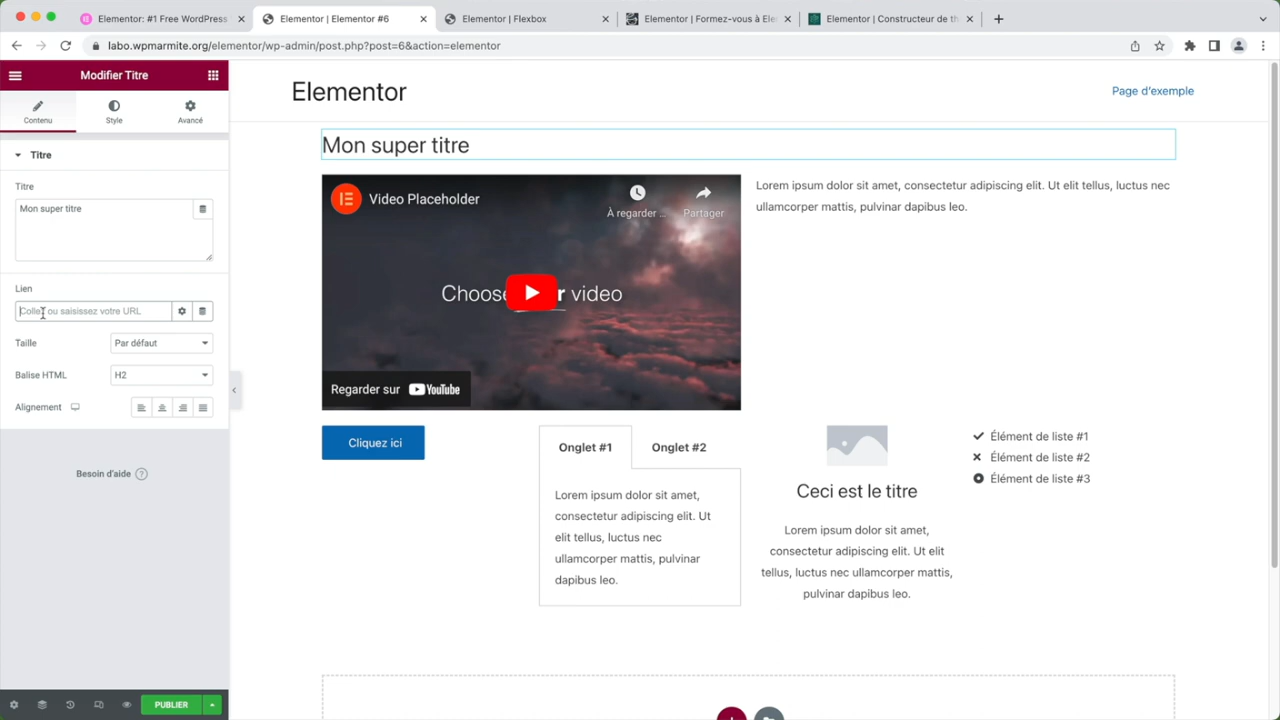 Elementor: #1 Free WordPress
Elementor | Elementor #6
Elementor | Flexbox
Elementor | Formez-vous à Ele
Elementor | Constructeur de th
labo.wpmarmite.org/elementor/wp-admin/post.php?post=6&action=elementor
Modifier Titre
Contenu
Style
Avancé
Titre
Titre
Mon super titre
Lien
Collez ou saisissez votre URL
Taille
Par défaut
Balise HTML
H2
Alignement
Besoin d'aide ?
PUBLIER
Elementor
Page d'exemple
Mon super titre
Video Placeholder
À regarder ...
Partager
Choose video
Regarder sur YouTube
Lorem ipsum dolor sit amet, consectetur adipiscing elit. Ut elit tellus, luctus nec
ullamcorper mattis, pulvinar dapibus leo.
Cliquez ici
Onglet #1
Onglet #2
Lorem ipsum dolor sit amet,
consectetur adipiscing elit. Ut
elit tellus, luctus nec
ullamcorper mattis, pulvinar
dapibus leo.
Ceci est le titre
Lorem ipsum dolor sit amet,
consectetur adipiscing elit. Ut elit
tellus, luctus nec ullamcorper mattis,
pulvinar dapibus leo.
Élément de liste #1
Élément de liste #2
Élément de liste #3